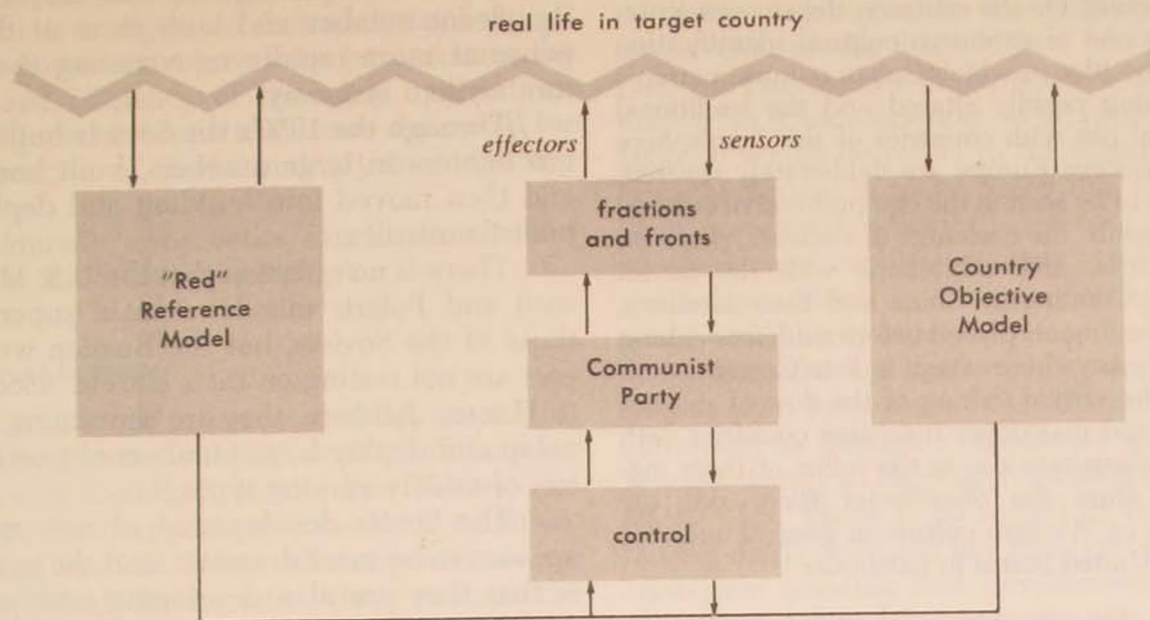 real life in target country
effectors
sensors
"Red"
Reference
Model
fractions
and fronts
Country
Objective
Model
Communist
Party
control